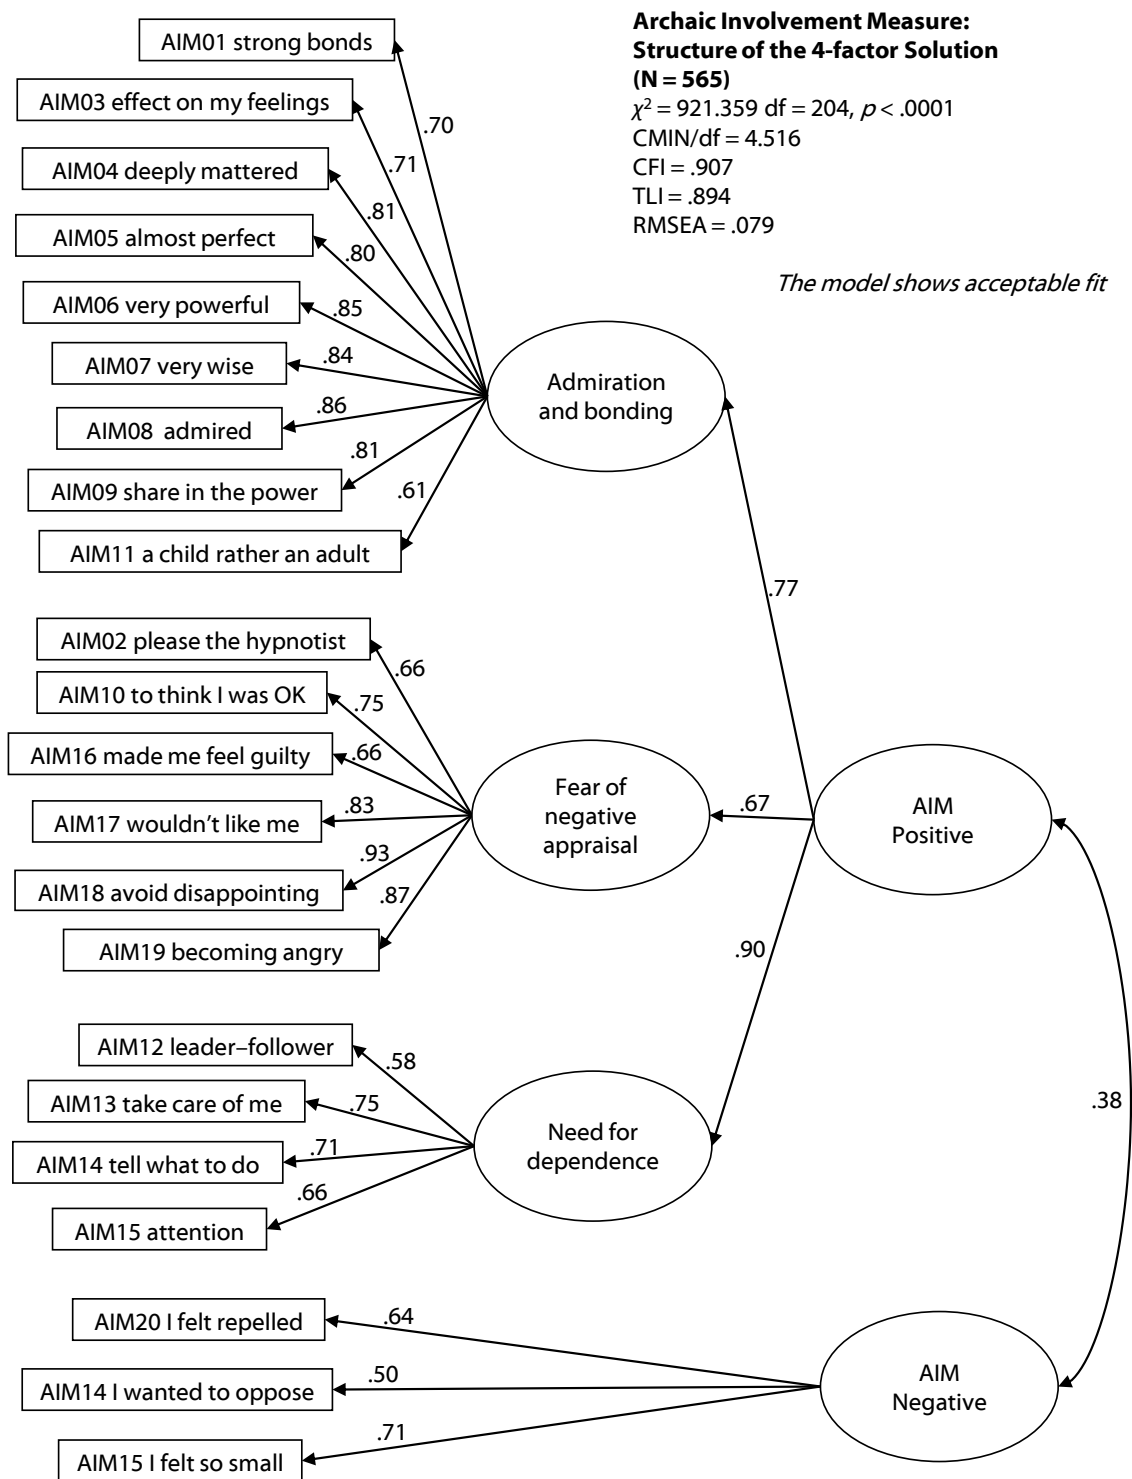 Archaic Involvement Measure:
Structure of the 4-factor Solution
(N = 565)
χ² = 921.359 df = 204, p < .0001
CMIN/df = 4.516
CFI = .907
TLI = .894
RMSEA = .079
The model shows acceptable fit
AIM01 strong bonds
.70
AIM03 effect on my feelings
.71
AIM04 deeply mattered
.81
AIM05 almost perfect
.80
AIM06 very powerful
.85
AIM07 very wise
.84
AIM08 admired
.86
AIM09 share in the power
.81
AIM11 a child rather an adult
.61
Admiration
and bonding
.77
AIM02 please the hypnotist
.66
AIM10 to think I was OK
.75
AIM16 made me feel guilty
.66
AIM17 wouldn’t like me
.83
AIM18 avoid disappointing
.93
AIM19 becoming angry
.87
Fear of
negative
appraisal
.67
AIM
Positive
.90
AIM12 leader–follower
.58
AIM13 take care of me
.75
AIM14 tell what to do
.71
AIM15 attention
.66
Need for
dependence
.38
AIM20 I felt repelled
.64
AIM14 I wanted to oppose
.50
AIM15 I felt so small
.71
AIM
Negative